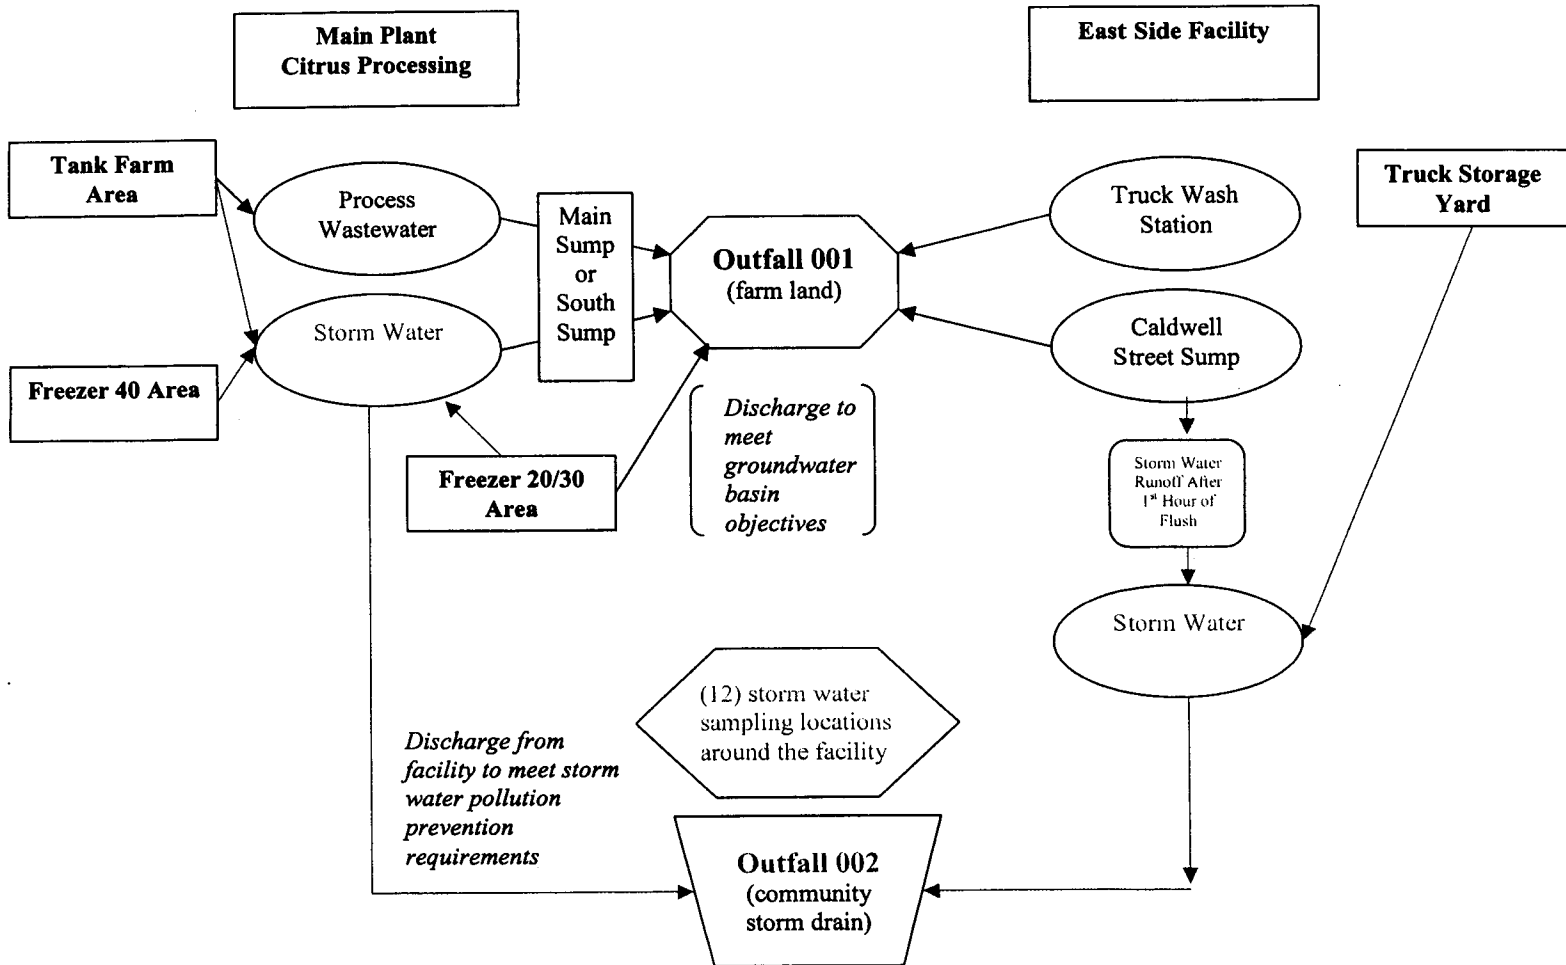 Main Plant
Citrus Processing
East Side Facility
Tank Farm
Area
Process
Wastewater
Main
Sump
or
South
Sump
Outfall 001
(farm land)
Truck Wash
Station
Truck Storage
Yard
Storm Water
Caldwell
Street Sump
Freezer 40 Area
Freezer 20/30
Area
Discharge to
meet
groundwater
basin
objectives
Storm Water
Runoff After
1st Hour of
Flush
Storm Water
(12) storm water
sampling locations
around the facility
Discharge from
facility to meet storm
water pollution
prevention
requirements
Outfall 002
(community
storm drain)